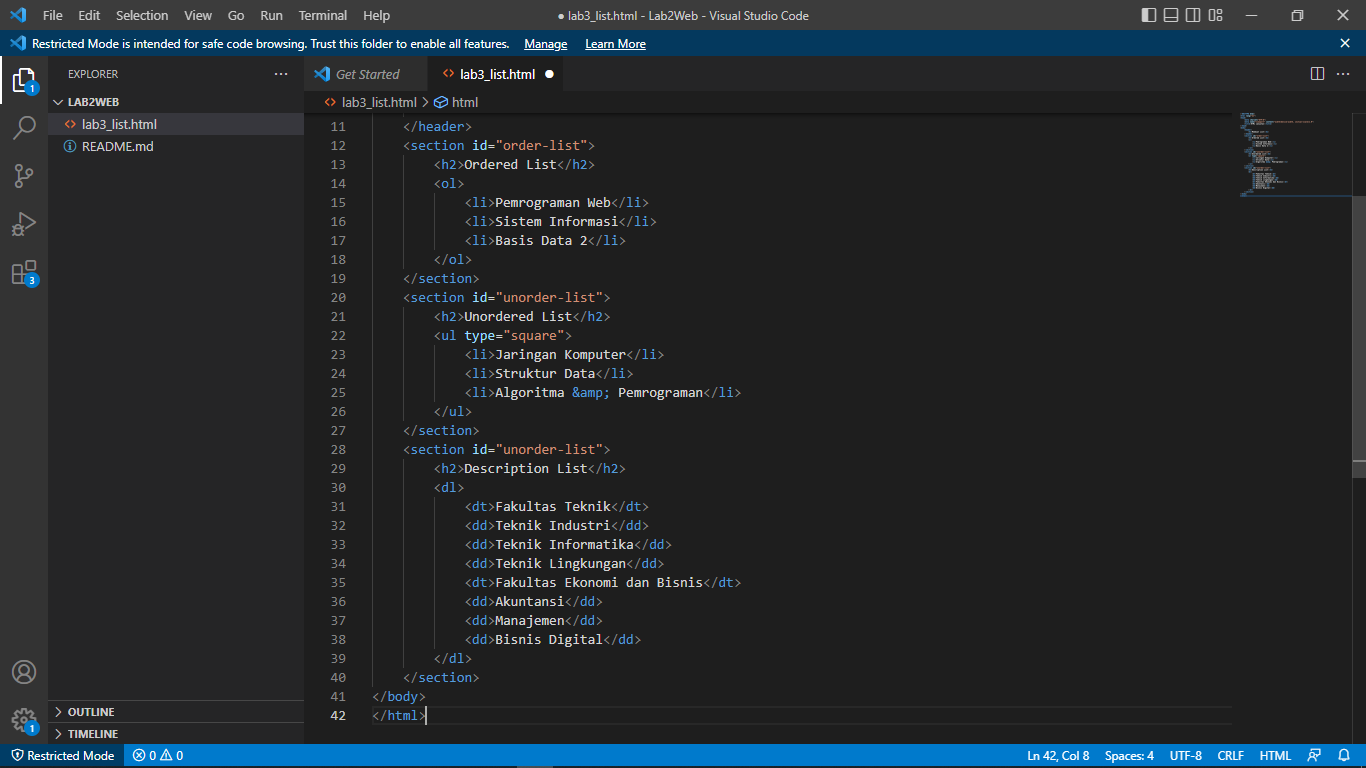 File Edit Selection View Go Run Terminal Help ● lab3_list.html - Lab2Web - Visual Studio Code
Restricted Mode is intended for safe code browsing. Trust this folder to enable all features. Manage Learn More
EXPLORER
LAB2WEB
lab3_list.html
README.md
OUTLINE
TIMELINE
1
3
1
Get Started lab3_list.html
lab3_list.html > html
11 </header>
12 <section id="order-list">
13 <h2>Ordered List</h2>
14 <ol>
15 <li>Pemrograman Web</li>
16 <li>Sistem Informasi</li>
17 <li>Basis Data 2</li>
18 </ol>
19 </section>
20 <section id="unorder-list">
21 <h2>Unordered List</h2>
22 <ul type="square">
23 <li>Jaringan Komputer</li>
24 <li>Struktur Data</li>
25 <li>Algoritma &amp; Pemrograman</li>
26 </ul>
27 </section>
28 <section id="unorder-list">
29 <h2>Description List</h2>
30 <dl>
31 <dt>Fakultas Teknik</dt>
32 <dd>Teknik Industri</dd>
33 <dd>Teknik Informatika</dd>
34 <dd>Teknik Lingkungan</dd>
35 <dt>Fakultas Ekonomi dan Bisnis</dt>
36 <dd>Akuntansi</dd>
37 <dd>Manajemen</dd>
38 <dd>Bisnis Digital</dd>
39 </dl>
40 </section>
41 </body>
42 </html>
Restricted Mode 0 0 Ln 42, Col 8 Spaces: 4 UTF-8 CRLF HTML